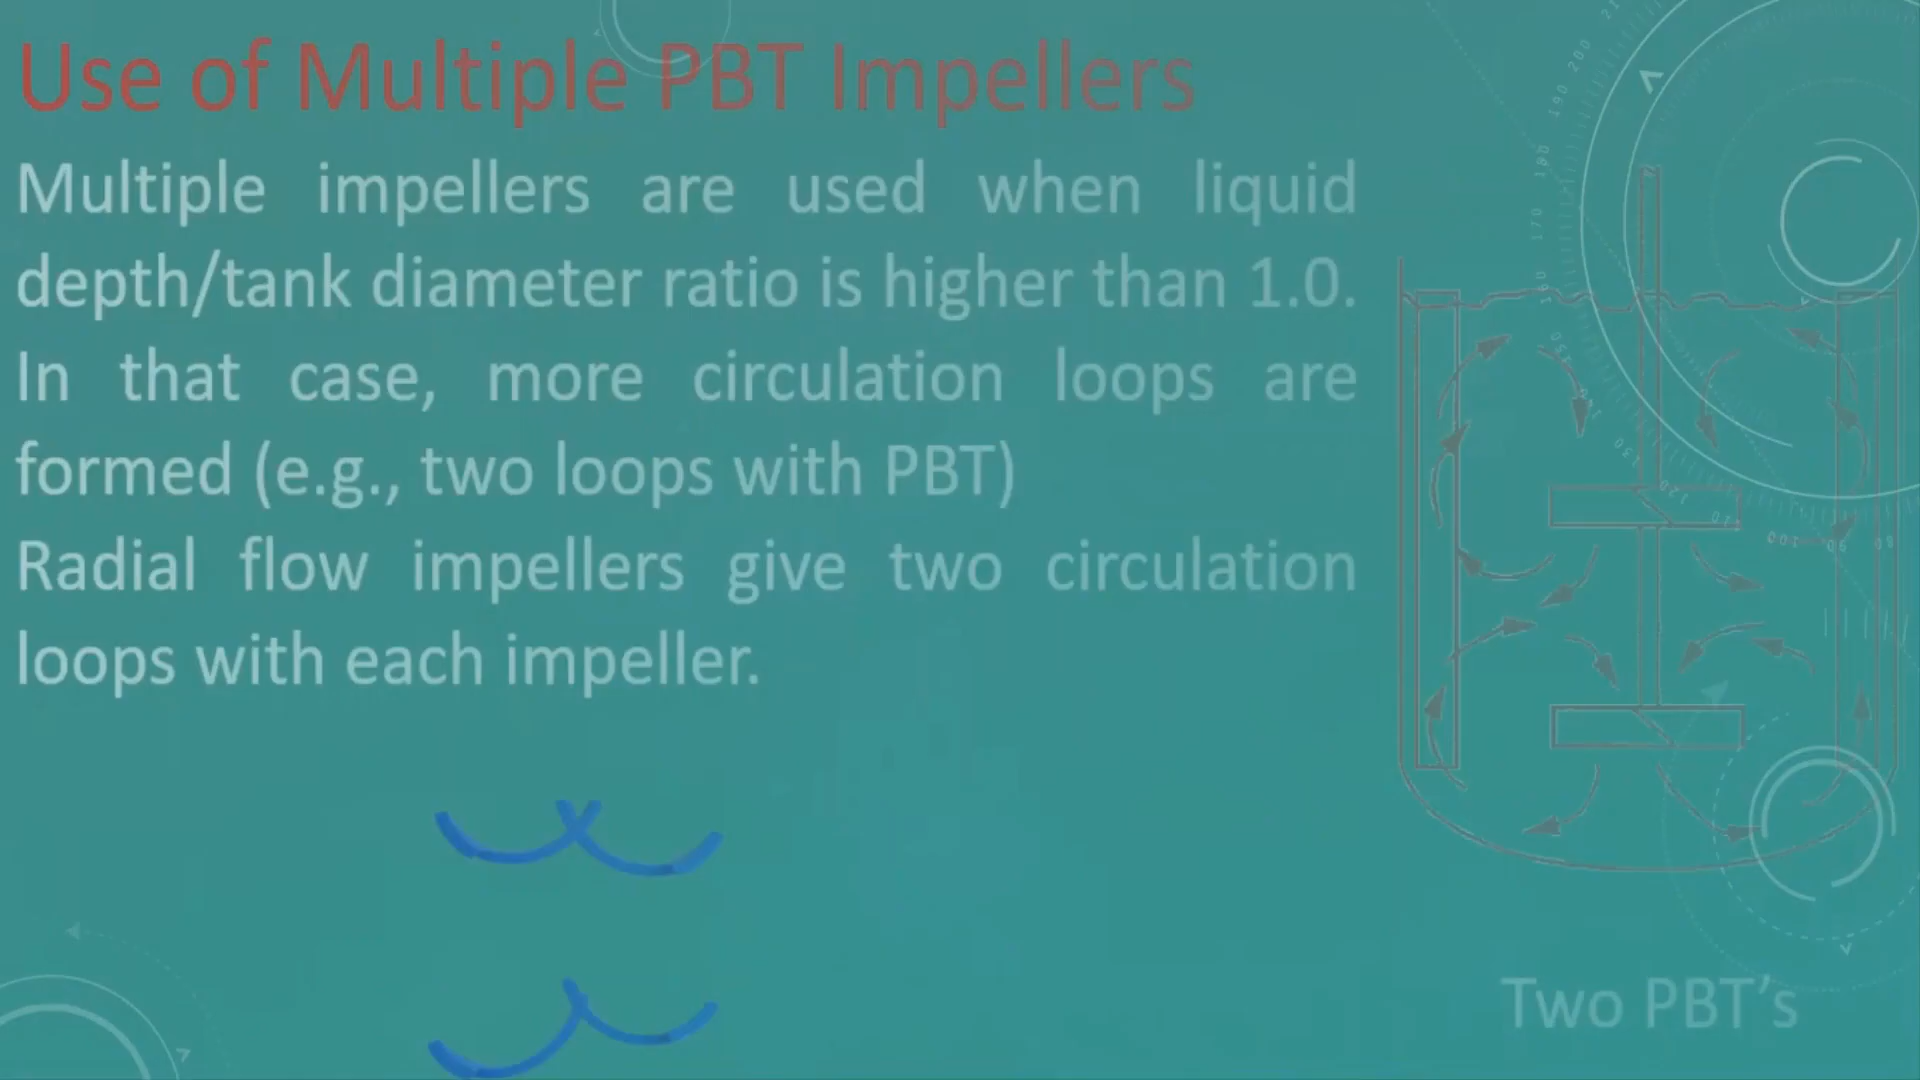 Use of Multiple PBT Impellers
Multiple impellers are used when liquid
depth/tank diameter ratio is higher than 1.0.
In that case, more circulation loops are
formed (e.g., two loops with PBT)
Radial flow impellers give two circulation
loops with each impeller.
Two PBT's